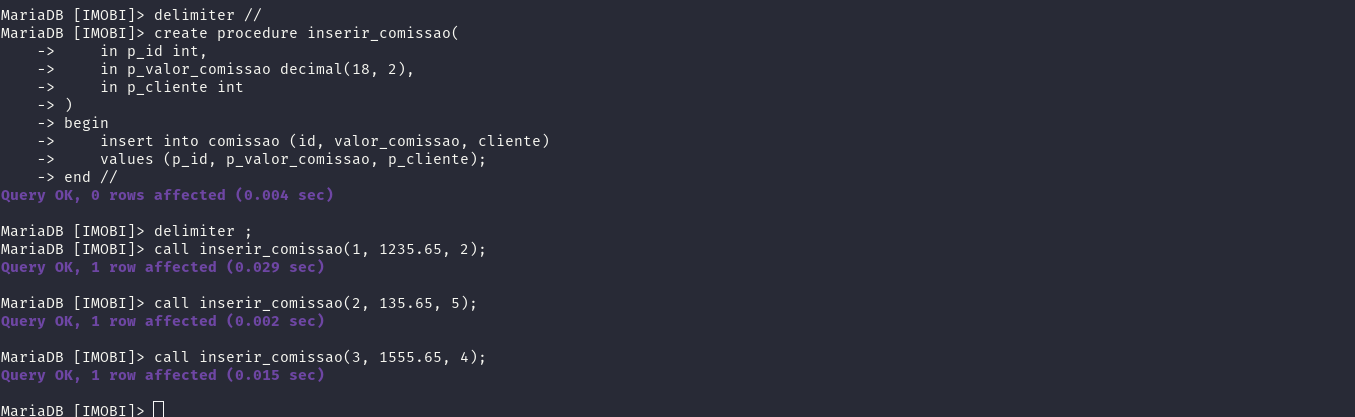 MariaDB [IMOBI]> delimiter //
MariaDB [IMOBI]> create procedure inserir_comissao(
    ->     in p_id int,
    ->     in p_valor_comissao decimal(18, 2),
    ->     in p_cliente int
    -> )
    -> begin
    ->     insert into comissao (id, valor_comissao, cliente)
    ->     values (p_id, p_valor_comissao, p_cliente);
    -> end //
Query OK, 0 rows affected (0.004 sec)

MariaDB [IMOBI]> delimiter ;
MariaDB [IMOBI]> call inserir_comissao(1, 1235.65, 2);
Query OK, 1 row affected (0.029 sec)

MariaDB [IMOBI]> call inserir_comissao(2, 135.65, 5);
Query OK, 1 row affected (0.002 sec)

MariaDB [IMOBI]> call inserir_comissao(3, 1555.65, 4);
Query OK, 1 row affected (0.015 sec)

MariaDB [IMOBI]>